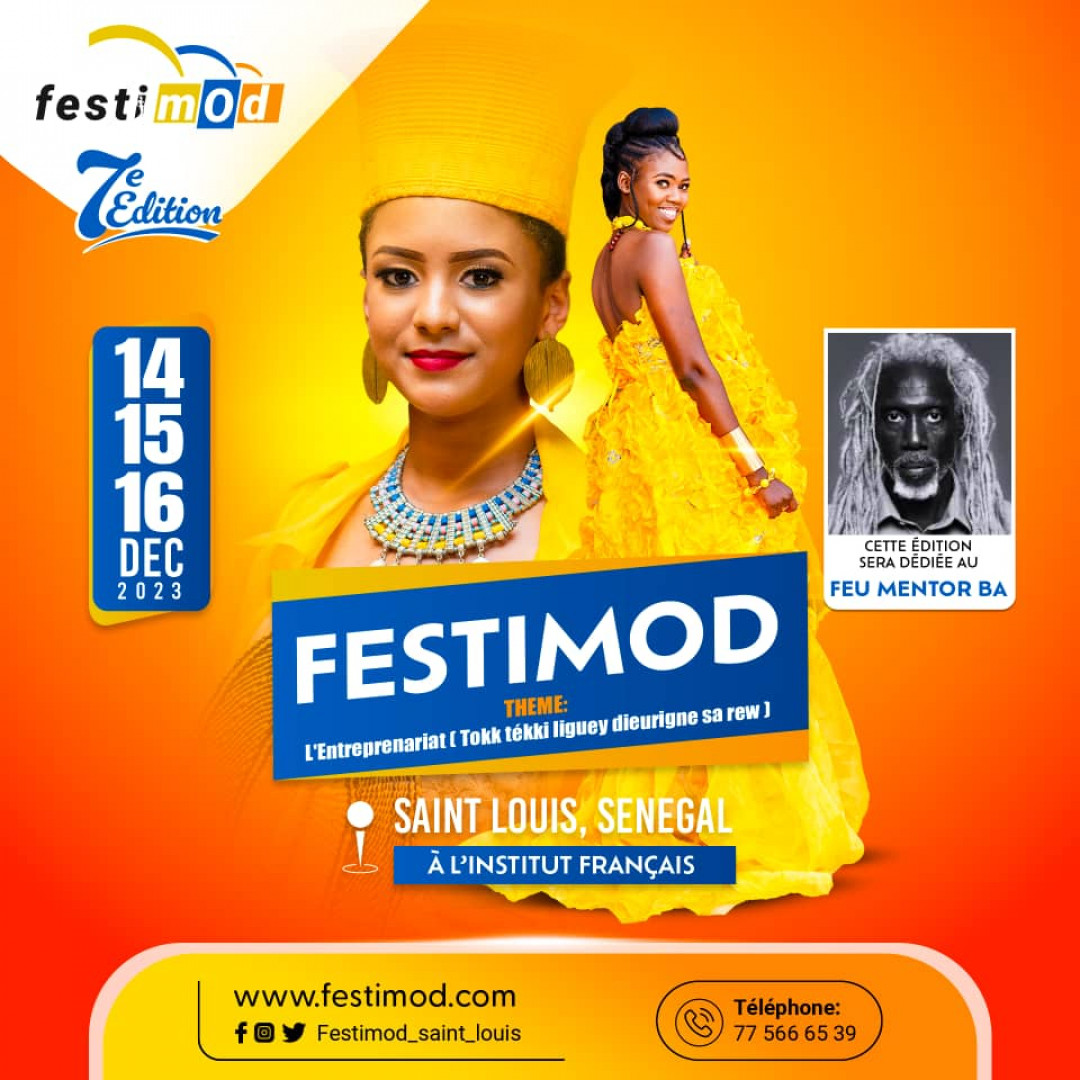 festimod
7e Edition
14
15
16
DEC
2023
CETTE ÉDITION
SERA DÉDIÉE AU
FEU MENTOR BA
FESTIMOD
THEME:
L'Entreprenariat ( Tokk tékki liguey dieurigne sa rew )
SAINT LOUIS, SENEGAL
À L'INSTITUT FRANÇAIS
www.festimod.com
Festimod_saint_louis
Téléphone:
77 566 65 39